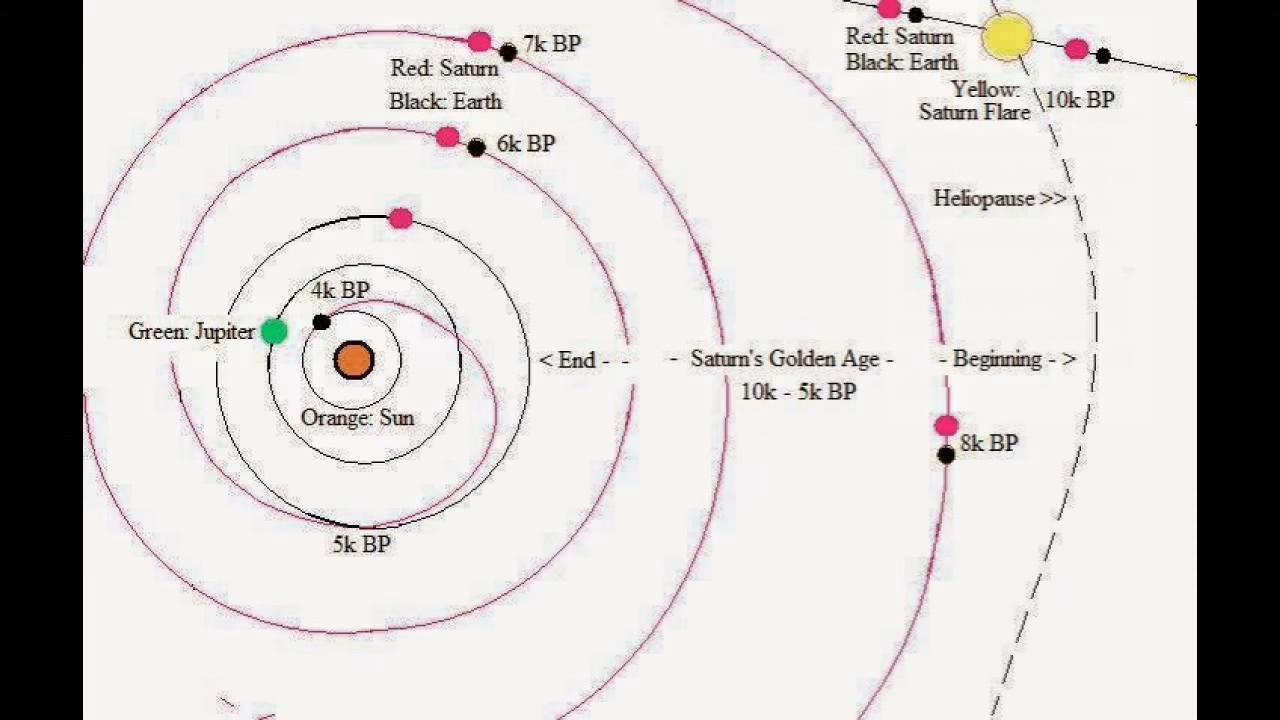 7k BP
Red: Saturn
Black: Earth
6k BP
Red: Saturn
Black: Earth
Yellow:
Saturn Flare
10k BP
Heliopause >>
4k BP
Green: Jupiter
< End - -
- Saturn's Golden Age -
10k - 5k BP
- Beginning - >
Orange: Sun
8k BP
5k BP